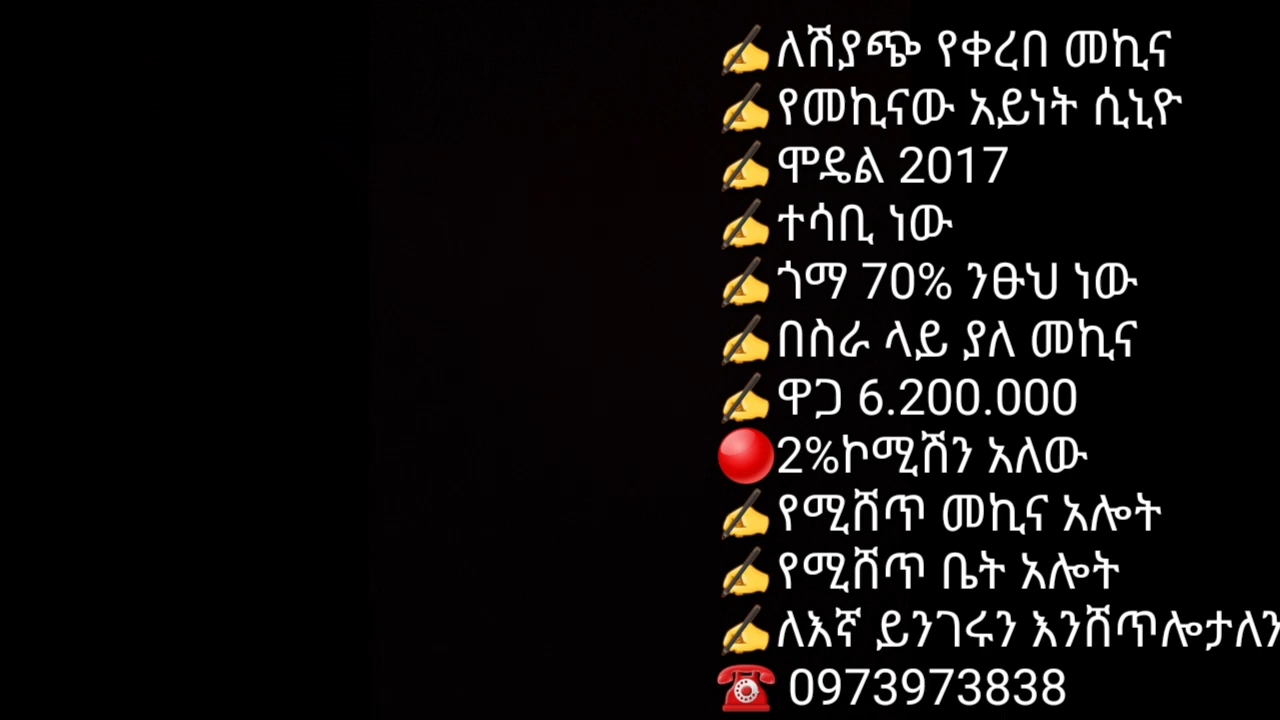 ✍️ለሽያጭ የቀረበ መኪና
✍️የመኪናው አይነት ሲኒዮ
✍️ሞዴል 2017
✍️ተሳቢ ነው
✍️ጎማ 70% ንፁህ ነው
✍️በስራ ላይ ያለ መኪና
✍️ዋጋ 6.200.000
🔴2%ኮሚሽን አለው
✍️የሚሸጥ መኪና አሎት
✍️የሚሸጥ ቤት አሎት
✍️ለእኛ ይንገሩን እንሸጥሎታለን
☎️ 0973973838